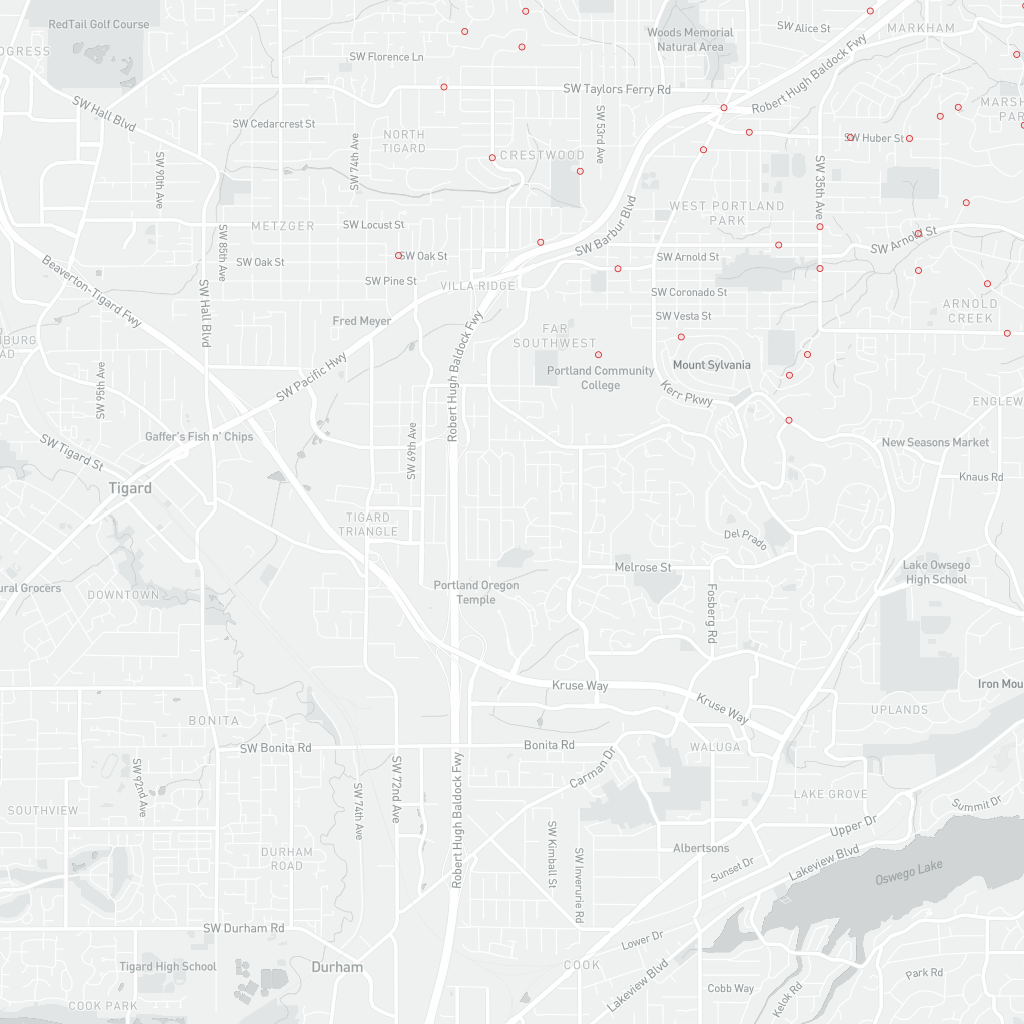 RedTail Golf Course
Woods Memorial
Natural Area
SW Alice St
MARKHAM
SW Florence Ln
Robert Hugh Baldock Fwy
SW Taylors Ferry Rd
SW Hall Blvd
SW Cedarcrest St
NORTH
TIGARD
SW 53rd Ave
SW Huber St
SW 74th Ave
CRESTWOOD
SW 90th Ave
SW 35th Ave
WEST PORTLAND
PARK
METZGER
SW Locust St
SW Barbur Blvd
SW Arnold St
SW 85th Ave
SW Oak St
SW Oak St
SW Arnold St
Beaverton-Tigard Fwy
SW Pine St
VILLA RIDGE
SW Coronado St
ARNOLD
CREEK
SW Hall Blvd
Fred Meyer
SW Vesta St
FAR
SOUTHWEST
Robert Hugh Baldock Fwy
SW Pacific Hwy
Portland Community
College
Mount Sylvania
SW 95th Ave
Kerr Pkwy
Gaffer's Fish n' Chips
New Seasons Market
SW Tigard St
SW 69th Ave
Knaus Rd
Tigard
TIGARD
TRIANGLE
Del Prado
Melrose St
Lake Owsego
High School
DOWNTOWN
Portland Oregon
Temple
Fosberg Rd
Kruse Way
Kruse Way
UPLANDS
BONITA
SW Bonita Rd
Bonita Rd
WALUGA
Carman Dr
SW 92nd Ave
SW 72nd Ave
SW 74th Ave
Robert Hugh Baldock Fwy
LAKE GROVE
Summit Dr
SOUTHVIEW
Upper Dr
SW Kimball St
Albertsons
DURHAM
ROAD
SW Inverurie Rd
Sunset Dr
Lakeview Blvd
Oswego Lake
SW Durham Rd
Lower Dr
Tigard High School
Durham
COOK
Lakeview Blvd
Park Rd
Cobb Way
Kelok Rd
COOK PARK